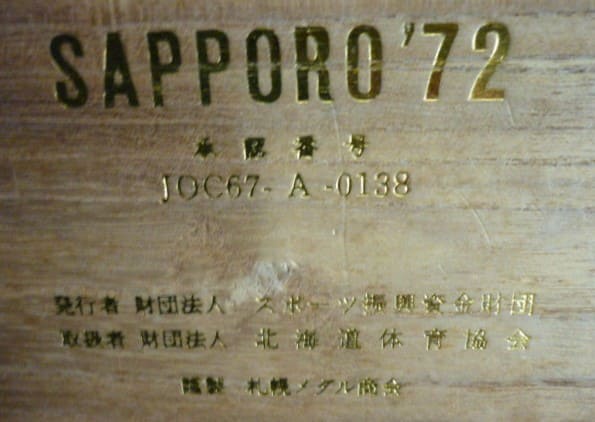 SAPPORO '72
承認番号
JOC67-A-0138
発行者 財団法人 スポーツ振興資金財団
取扱者 財団法人 北海道体育協会
謹製 札幌メダル商会